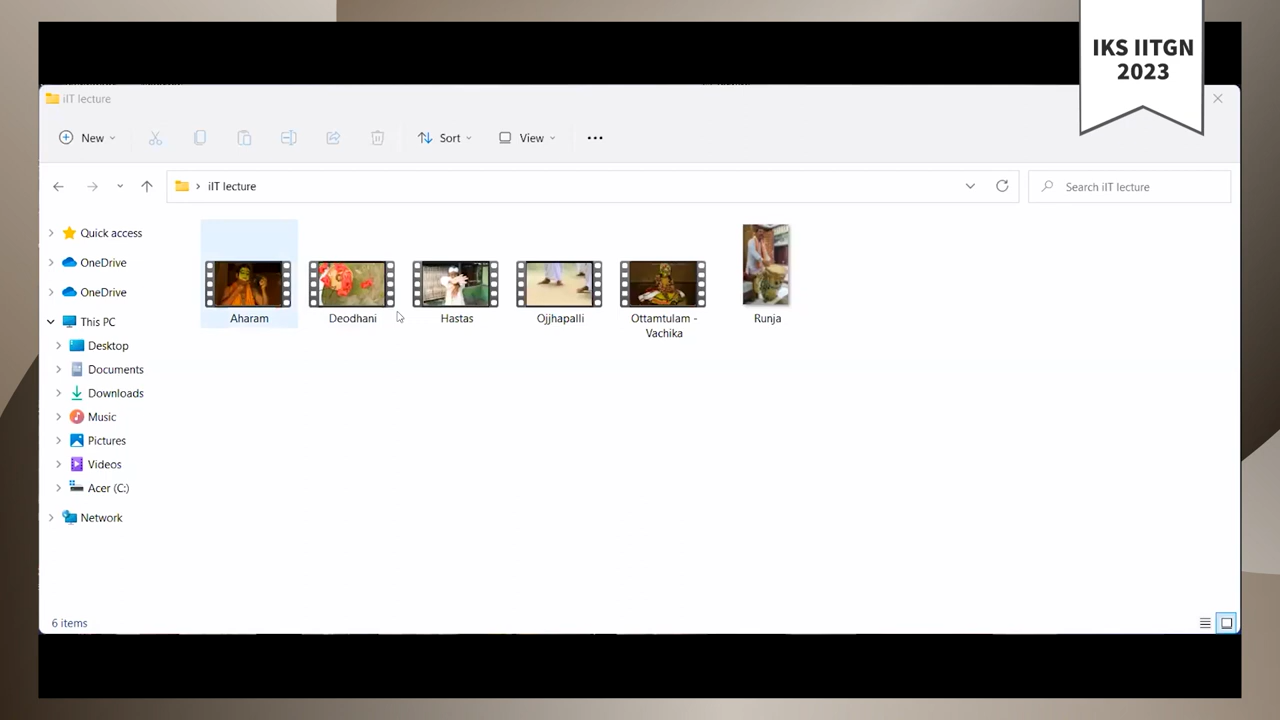 IKS IITGN
2023
iIT lecture
New
Sort
View
iIT lecture
Search iIT lecture
Quick access
OneDrive
OneDrive
This PC
Desktop
Documents
Downloads
Music
Pictures
Videos
Acer (C:)
Network
Aharam
Deodhani
Hastas
Ojjhapalli
Ottamtulam -
Vachika
Runja
6 items